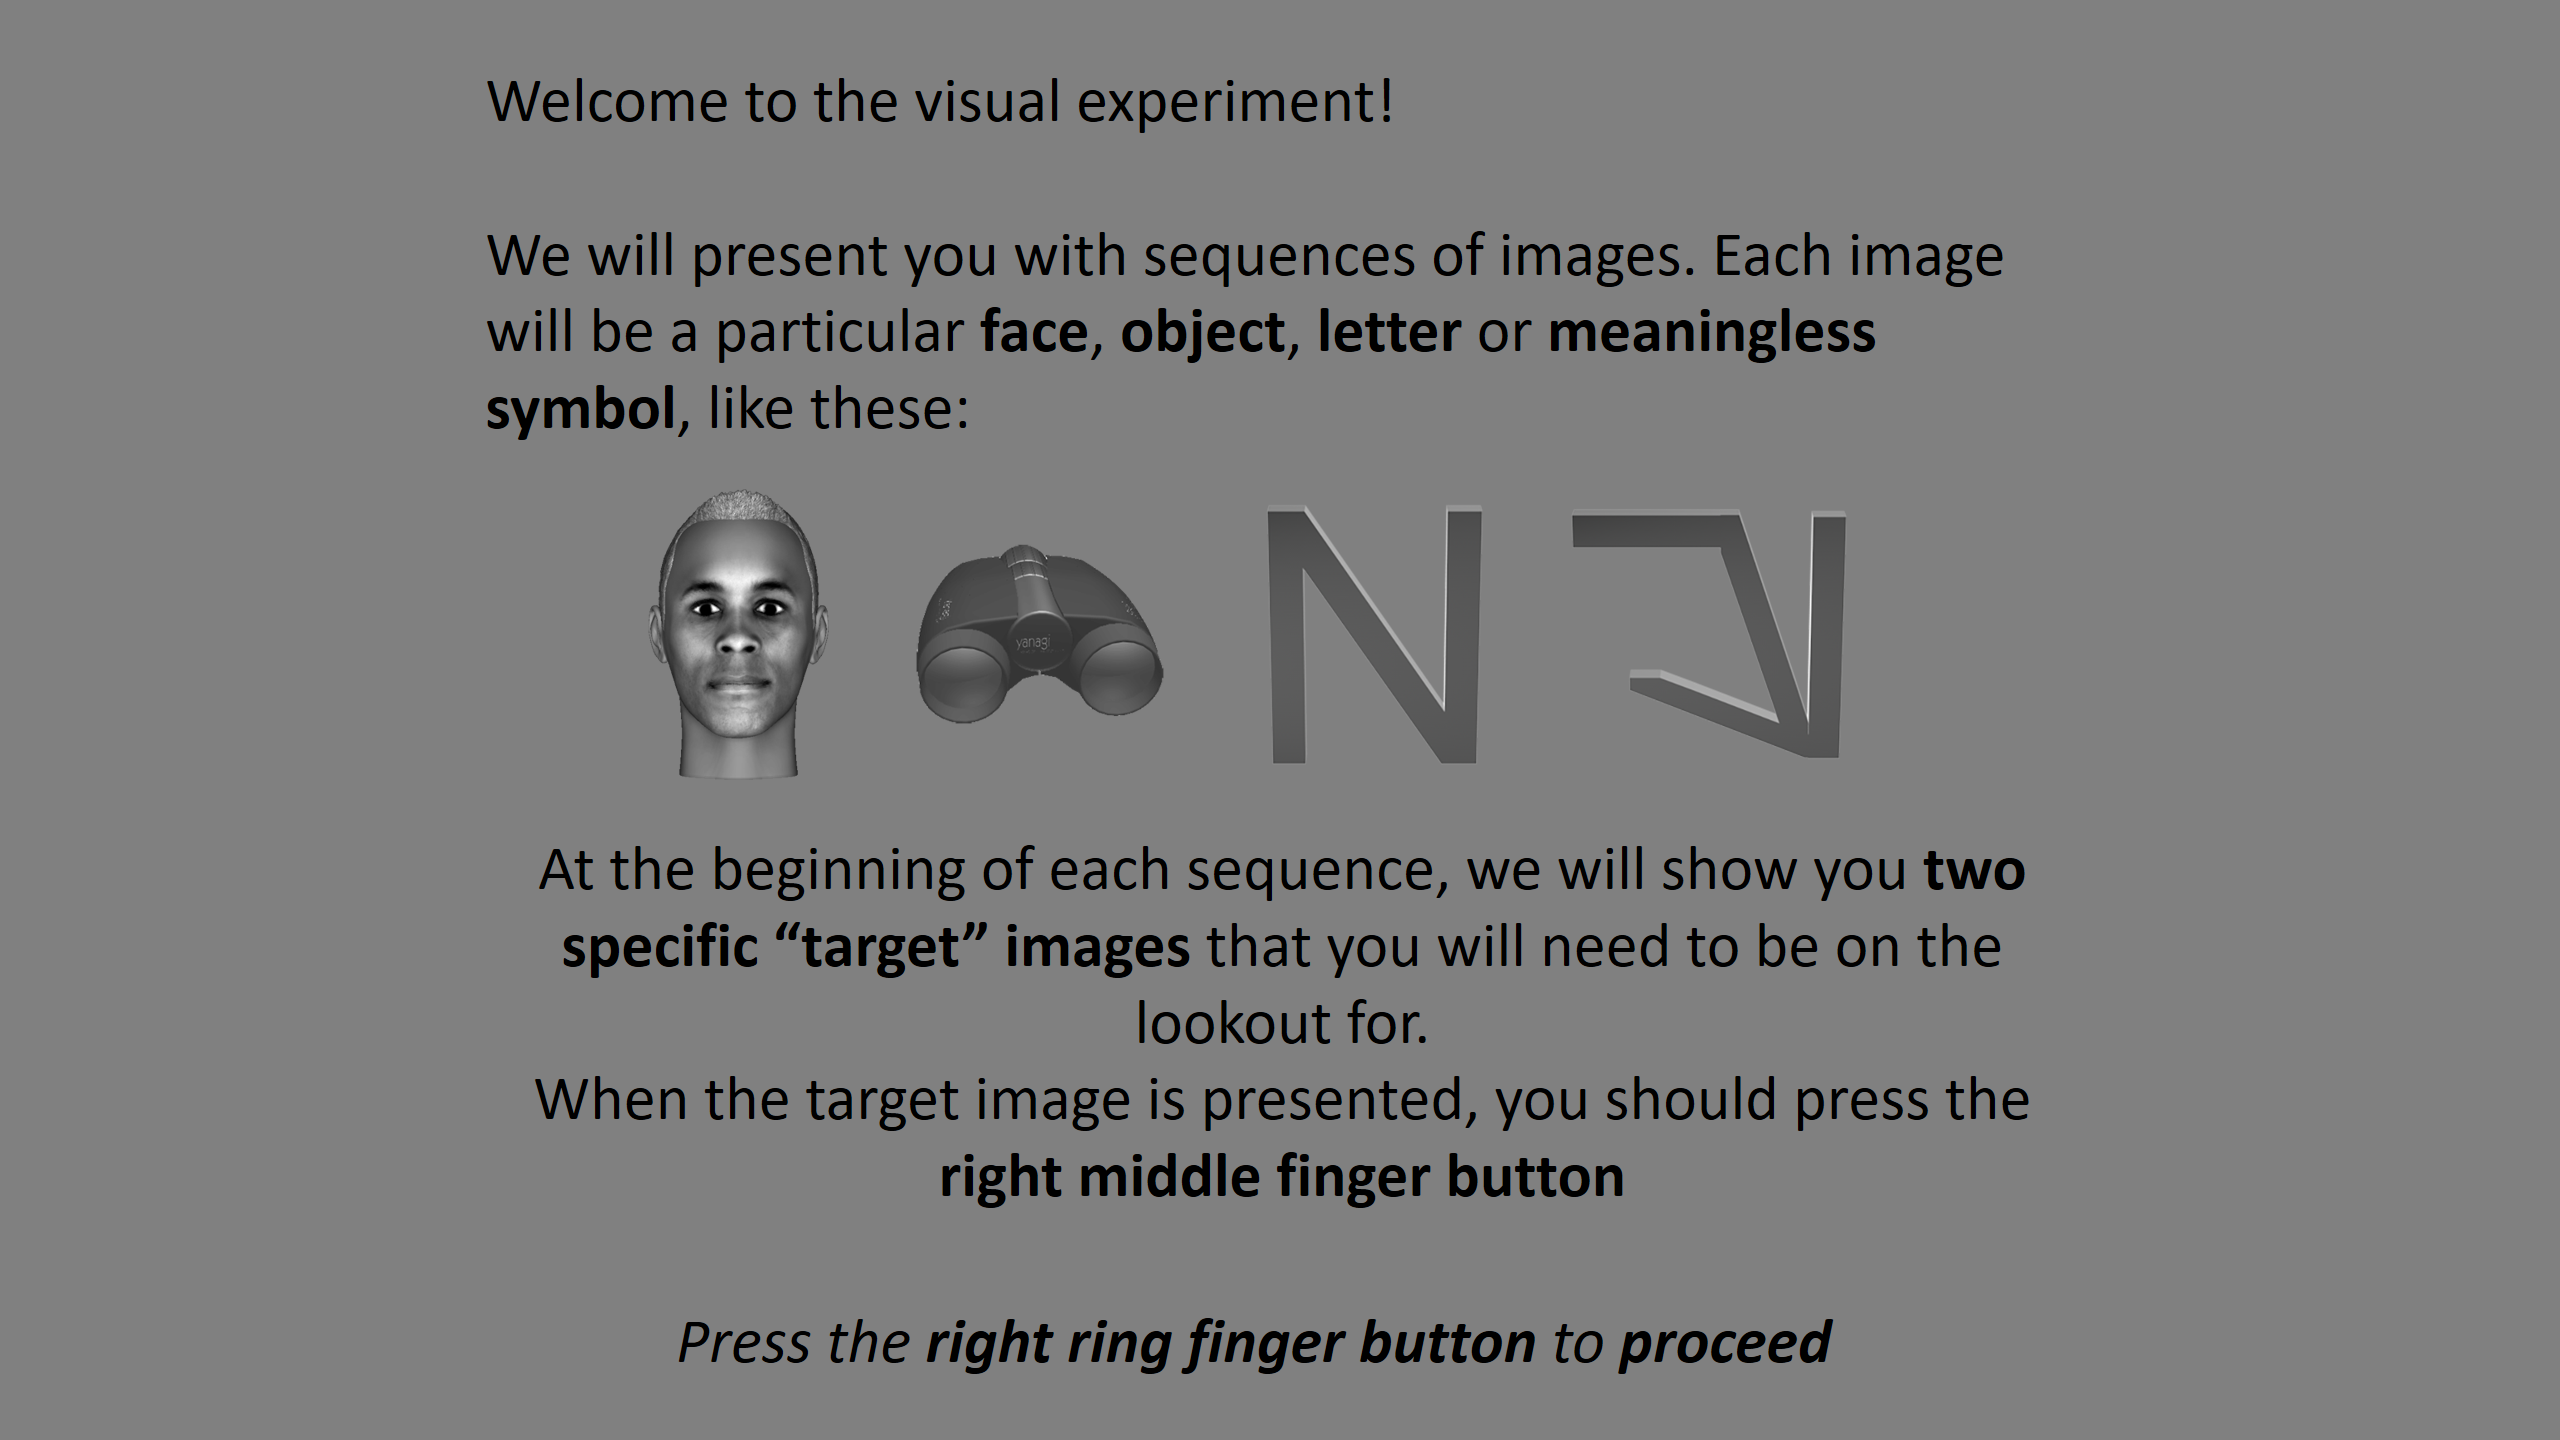 Welcome to the visual experiment!
We will present you with sequences of images. Each image
will be a particular face, object, letter or meaningless
symbol, like these:
yanagi
N
At the beginning of each sequence, we will show you two
specific “target” images that you will need to be on the
lookout for.
When the target image is presented, you should press the
right middle finger button
Press the right ring finger button to proceed